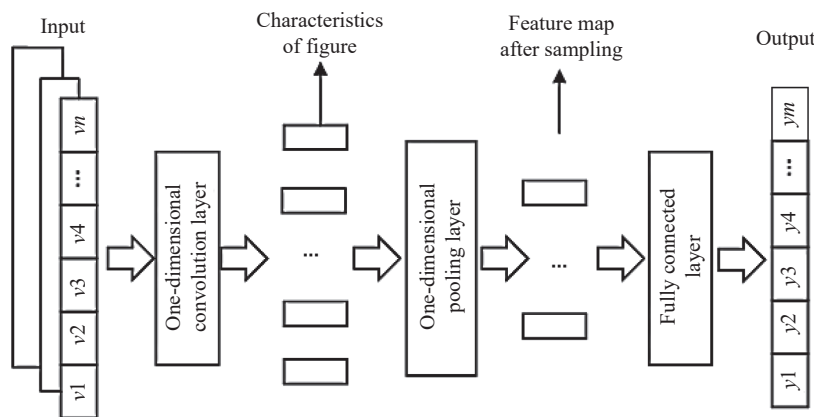 Input
Characteristics
of figure
Feature map
after sampling
Output
vn
...
v4
v3
v2
v1
One-dimensional
convolution layer
...
One-dimensional
pooling layer
...
Fully connected
layer
ym
...
y4
y3
y2
y1